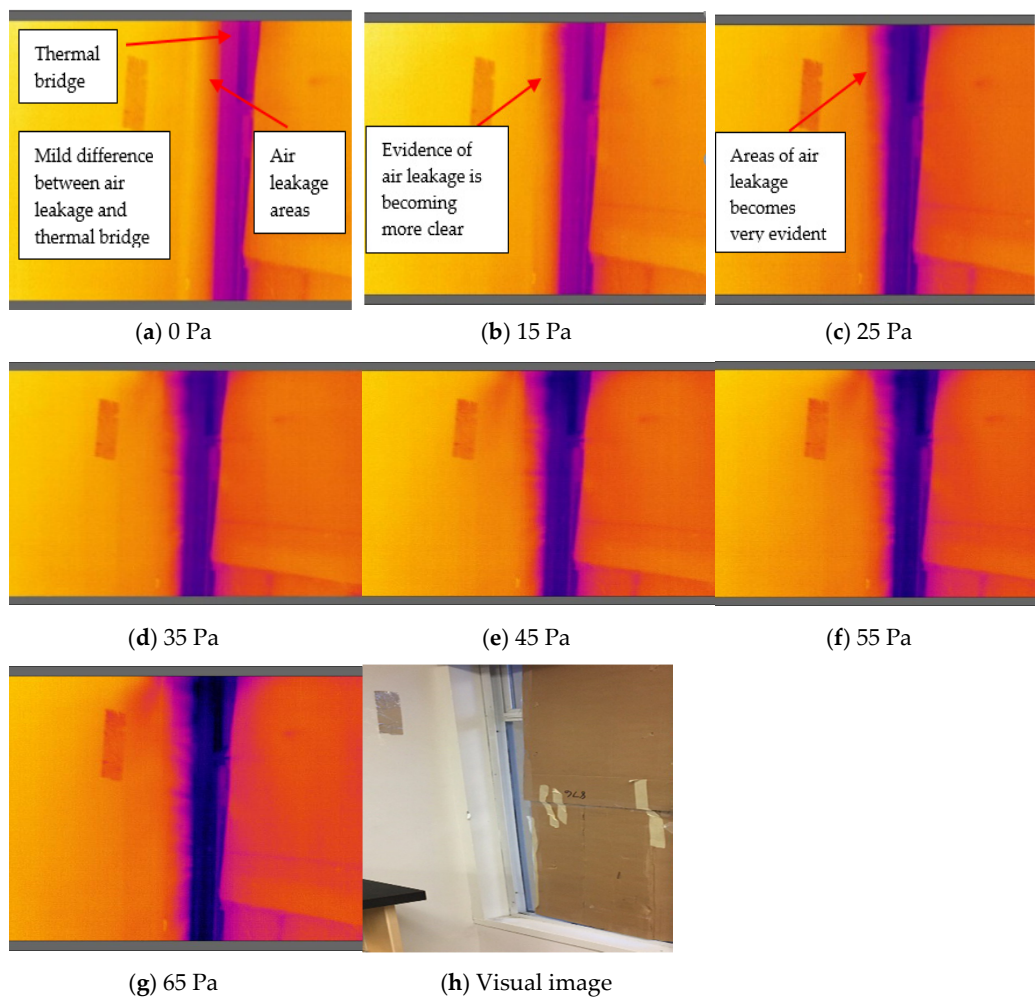 Thermal
bridge
Mild difference
between air
leakage and
thermal bridge
Air
leakage
areas
Evidence of
air leakage is
becoming
more clear
Areas of air
leakage
becomes
very evident
(a) 0 Pa
(b) 15 Pa
(c) 25 Pa
(d) 35 Pa
(e) 45 Pa
(f) 55 Pa
876
(g) 65 Pa
(h) Visual image